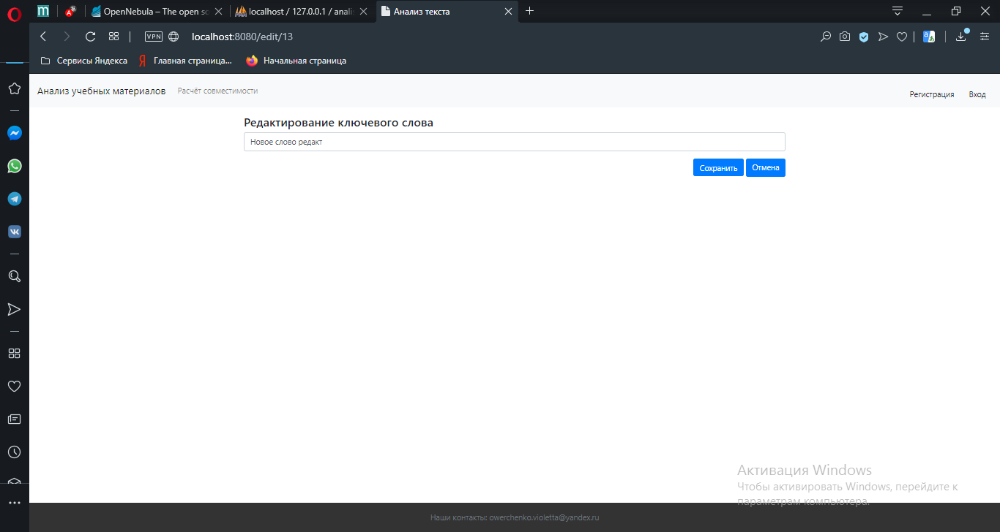 OpenNebula – The open so
localhost / 127.0.0.1 / anali
Анализ текста
VPN
localhost:8080/edit/13
Сервисы Яндекса
Главная страница...
Начальная страница
Анализ учебных материалов
Расчёт совместимости
Регистрация
Вход
Редактирование ключевого слова
Новое слово редакт
Сохранить
Отмена
Активация Windows
Чтобы активировать Windows, перейдите к
параметрам компьютера.
Наши контакты: owerchenko.violetta@yandex.ru